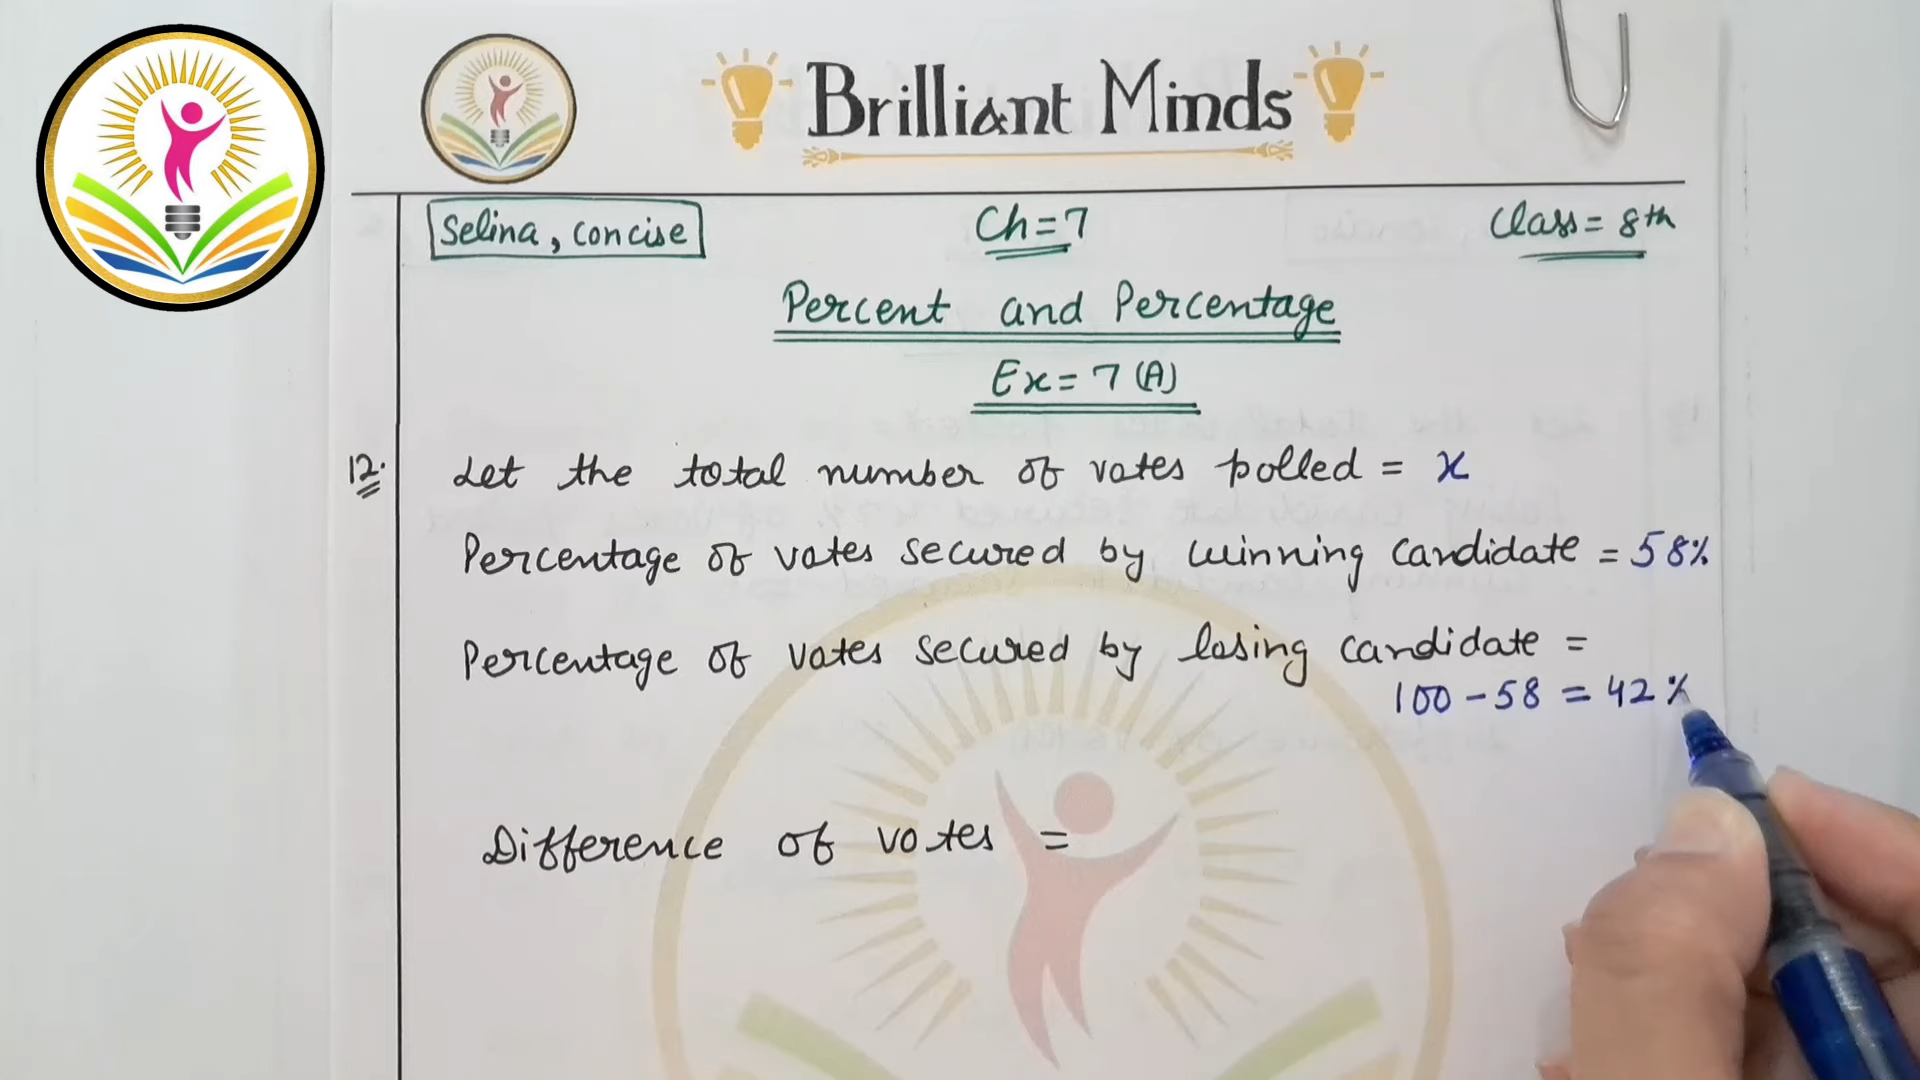 Brilliant Minds
Selina, concise
Ch = 7
Class = 8th
Percent and Percentage
Ex = 7 (A)
12. Let the total number of votes polled = x
Percentage of votes secured by winning candidate = 58%
Percentage of votes secured by losing candidate =
100 - 58 = 42%
Difference of votes =